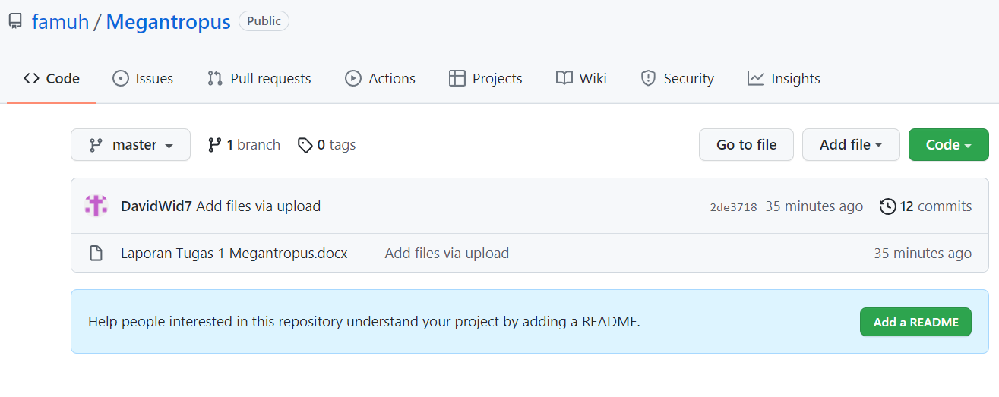 famuh / Megantropus Public
Code Issues Pull requests Actions Projects Wiki Security Insights
master 1 branch 0 tags Go to file Add file Code
DavidWid7 Add files via upload 2de3718 35 minutes ago 12 commits
Laporan Tugas 1 Megantropus.docx Add files via upload 35 minutes ago
Help people interested in this repository understand your project by adding a README. Add a README